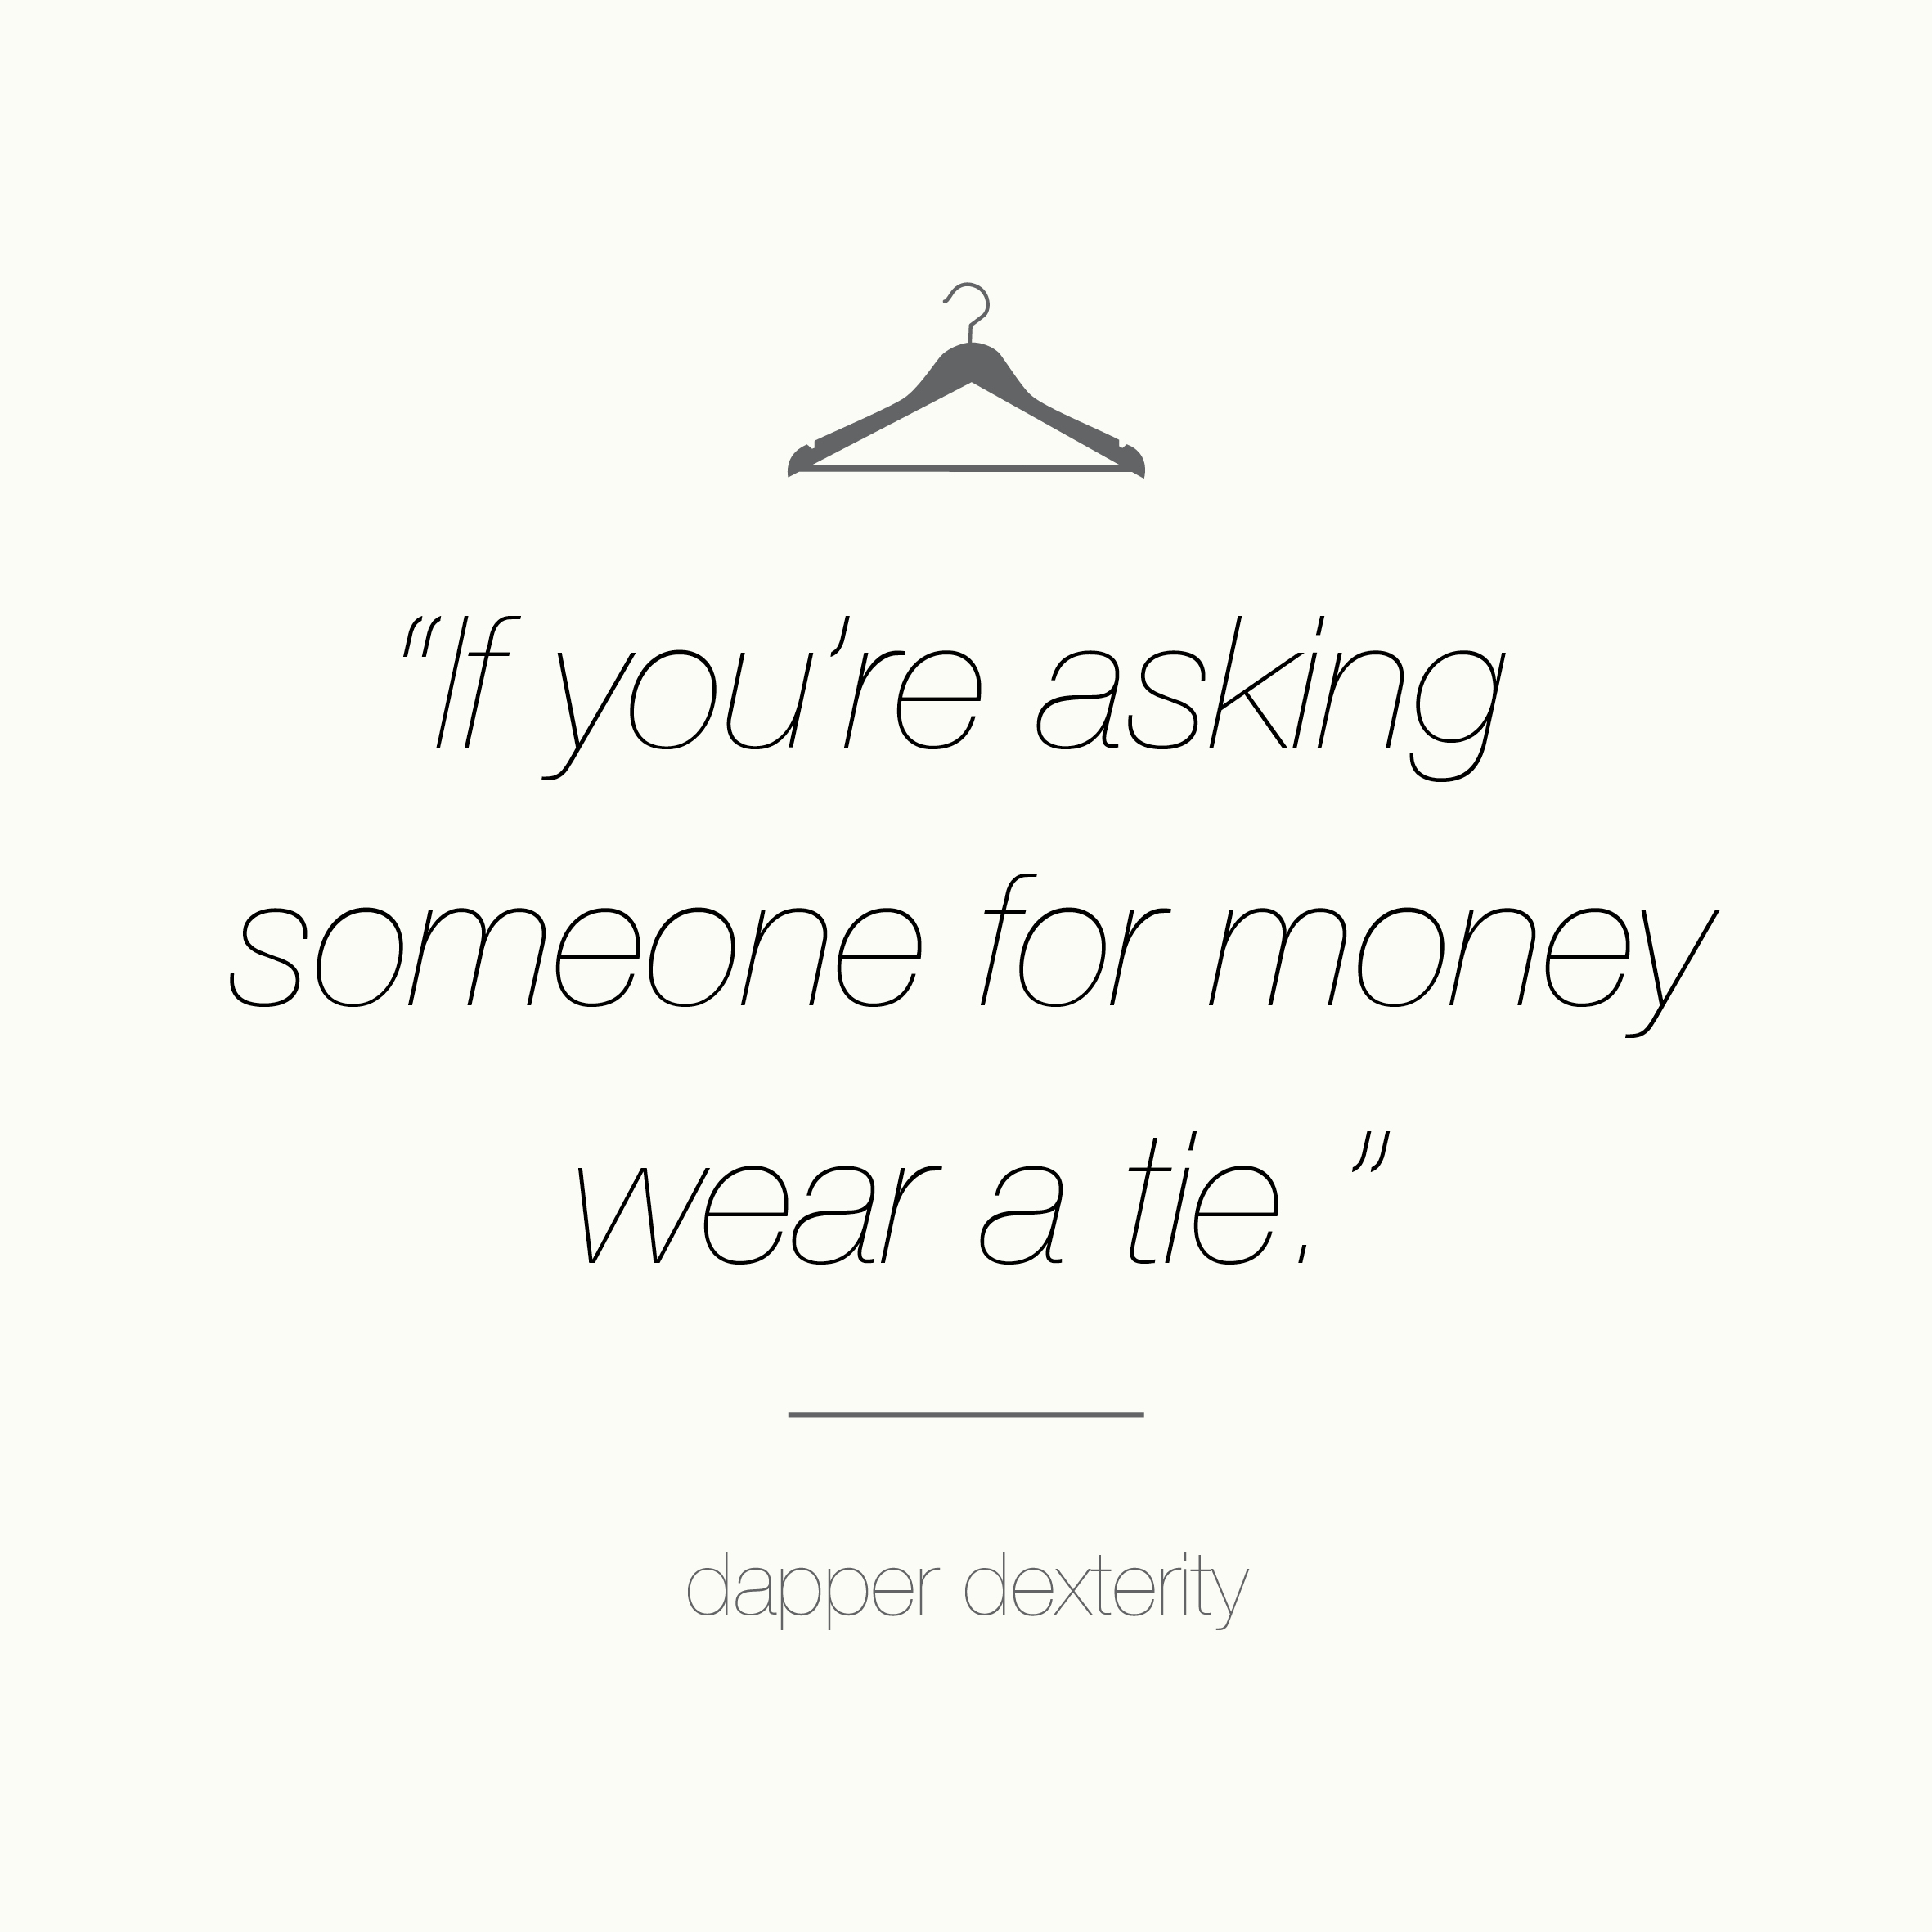 “If you’re asking
someone for money
wear a tie.”
dapper dexterity